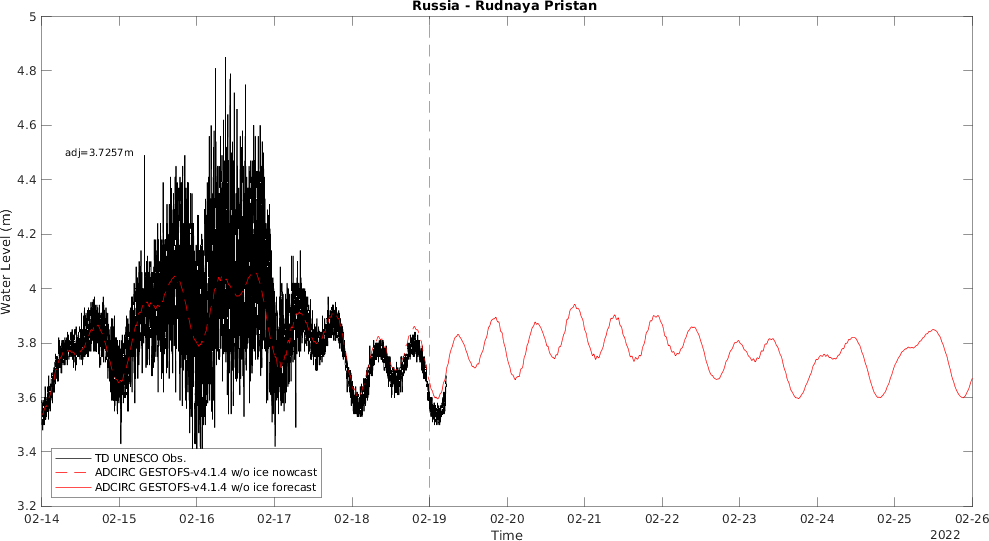 Russia - Rudnaya Pristan
5
4.8
4.6
adj=3.7257m
4.4
4.2
Water Level (m)
4
3.8
3.6
3.4
3.2
TD UNESCO Obs.
ADCIRC GESTOFS-v4.1.4 w/o ice nowcast
ADCIRC GESTOFS-v4.1.4 w/o ice forecast
02-14 02-15 02-16 02-17 02-18 02-19 02-20 02-21 02-22 02-23 02-24 02-25 02-26
Time
2022